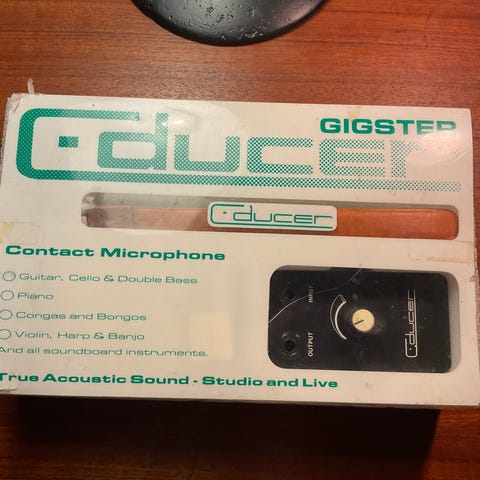 GIGSTER
C-ducer
C-ducer
Contact Microphone
Guitar, Cello & Double Bass
Piano
Congas and Bongos
Violin, Harp & Banjo
And all soundboard instruments.
INPUT
OUTPUT
C-ducer
True Acoustic Sound - Studio and Live